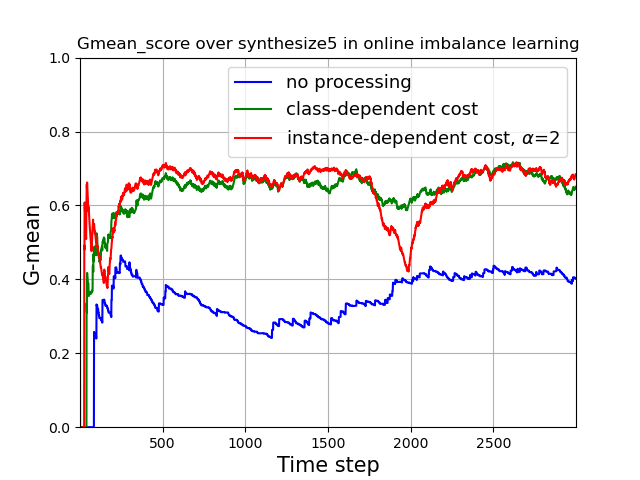 Gmean_score over synthesize5 in online imbalance learning
1.0
0.8
0.6
0.4
0.2
0.0
G-mean
no processing
class-dependent cost
instance-dependent cost, α=2
500
1000
1500
2000
2500
Time step